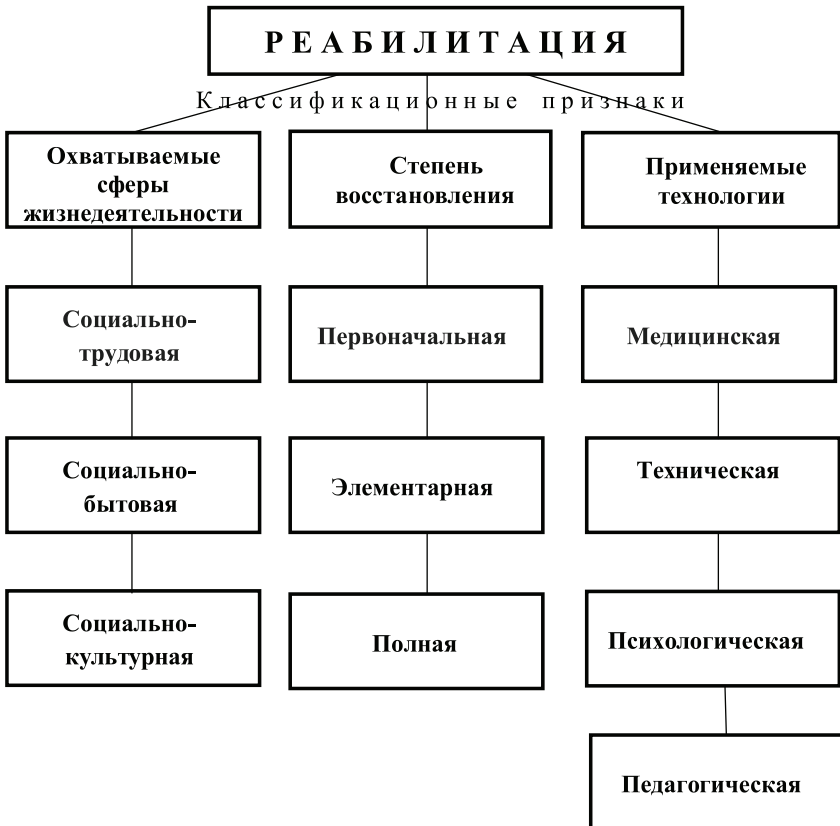 РЕАБИЛИТАЦИЯ
Классификационные признаки
Охватываемые
сферы
жизнедеятельности
Социально-
трудовая
Социально-
бытовая
Социально-
культурная
Степень
восстановления
Первоначальная
Элементарная
Полная
Применяемые
технологии
Медицинская
Техническая
Психологическая
Педагогическая